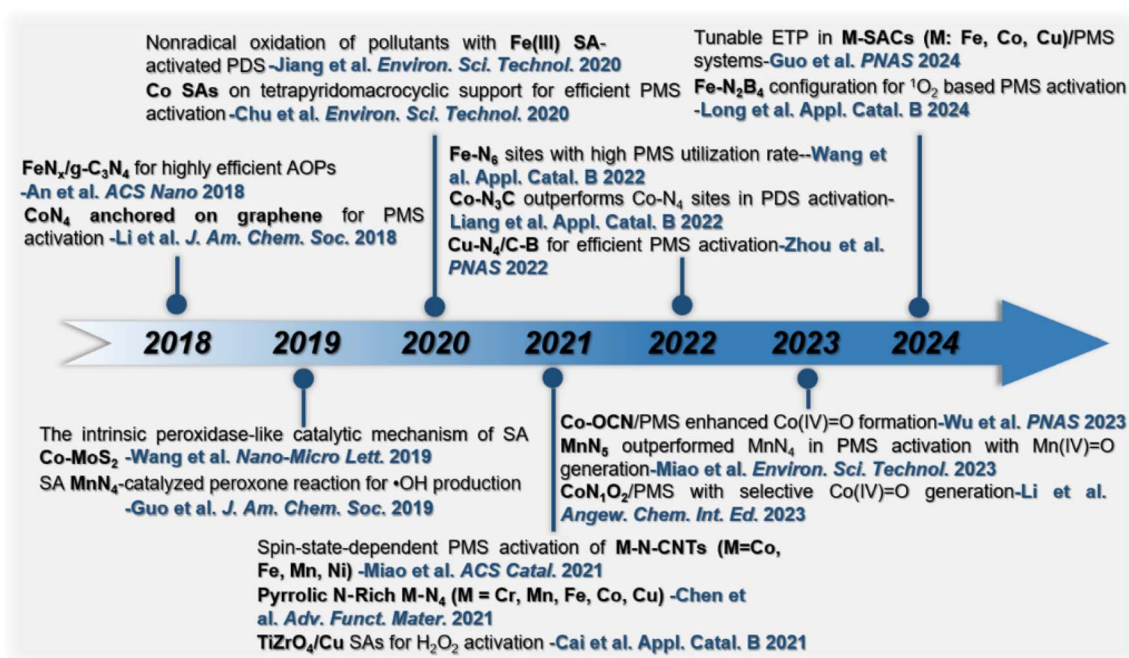 Nonradical oxidation of pollutants with Fe(III) SA-
activated PDS -Jiang et al. Environ. Sci. Technol. 2020
Co SAs on tetrapyridomacrocyclic support for efficient PMS
activation -Chu et al. Environ. Sci. Technol. 2020
Tunable ETP in M-SACs (M: Fe, Co, Cu)/PMS
systems-Guo et al. PNAS 2024
Fe-N₂B₄ configuration for ¹O₂ based PMS activation
-Long et al. Appl. Catal. B 2024
FeNₓ/g-C₃N₄ for highly efficient AOPs
-An et al. ACS Nano 2018
CoN₄ anchored on graphene for PMS
activation -Li et al. J. Am. Chem. Soc. 2018
Fe-N₆ sites with high PMS utilization rate--Wang et
al. Appl. Catal. B 2022
Co-N₃C outperforms Co-N₄ sites in PDS activation-
Liang et al. Appl. Catal. B 2022
Cu-N₄/C-B for efficient PMS activation-Zhou et al.
PNAS 2022
2018 2019 2020 2021 2022 2023 2024
The intrinsic peroxidase-like catalytic mechanism of SA
Co-MoS₂ -Wang et al. Nano-Micro Lett. 2019
SA MnN₄-catalyzed peroxone reaction for •OH production
-Guo et al. J. Am. Chem. Soc. 2019
Co-OCN/PMS enhanced Co(IV)=O formation-Wu et al. PNAS 2023
MnN₅ outperformed MnN₄ in PMS activation with Mn(IV)=O
generation-Miao et al. Environ. Sci. Technol. 2023
CoN₁O₂/PMS with selective Co(IV)=O generation-Li et al.
Angew. Chem. Int. Ed. 2023
Spin-state-dependent PMS activation of M-N-CNTs (M=Co,
Fe, Mn, Ni) -Miao et al. ACS Catal. 2021
Pyrrolic N-Rich M-N₄ (M = Cr, Mn, Fe, Co, Cu) -Chen et
al. Adv. Funct. Mater. 2021
TiZrO₄/Cu SAs for H₂O₂ activation -Cai et al. Appl. Catal. B 2021